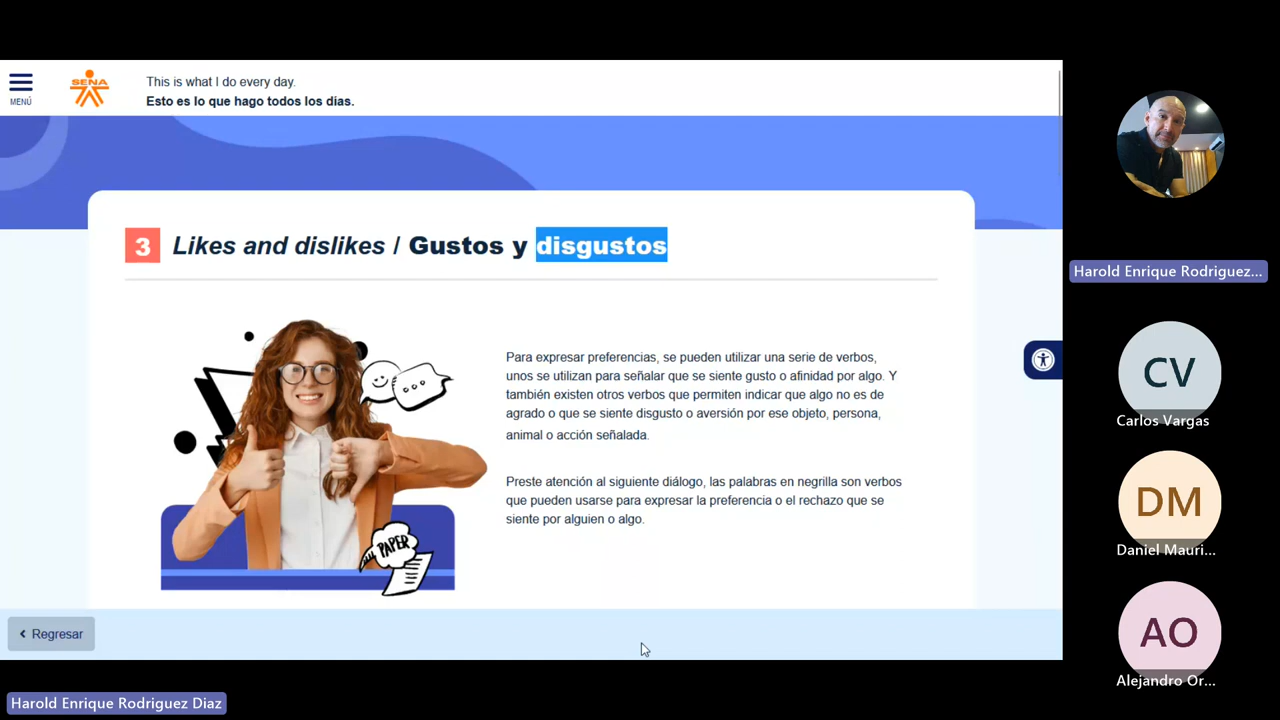 MENÚ
SENA
This is what I do every day.
Esto es lo que hago todos los dias.
3 Likes and dislikes / Gustos y disgustos
Para expresar preferencias, se pueden utilizar una serie de verbos,
unos se utilizan para señalar que se siente gusto o afinidad por algo. Y
también existen otros verbos que permiten indicar que algo no es de
agrado o que se siente disgusto o aversión por ese objeto, persona,
animal o acción señalada.
Preste atención al siguiente diálogo, las palabras en negrilla son verbos
que pueden usarse para expresar la preferencia o el rechazo que se
siente por alguien o algo.
PAPER
Regresar
Harold Enrique Rodriguez Diaz
Harold Enrique Rodriguez...
CV
Carlos Vargas
DM
Daniel Mauri...
AO
Alejandro Or...